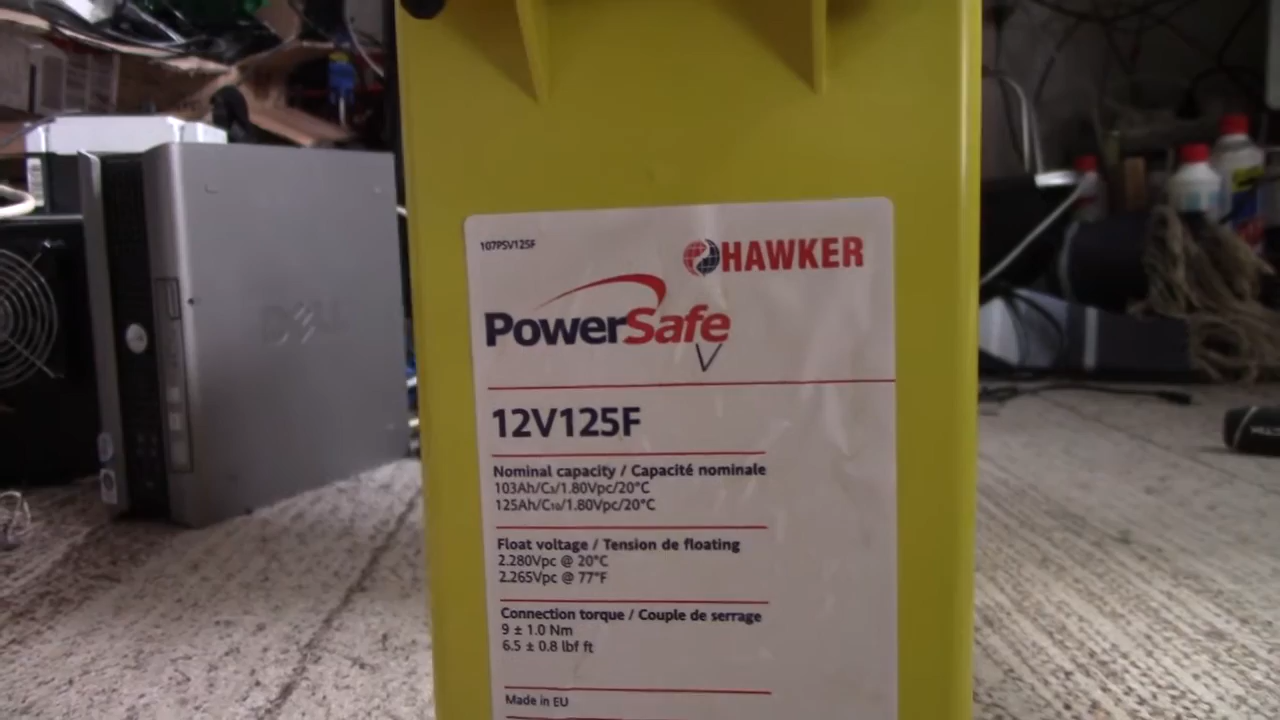 107PSV125F
HAWKER
PowerSafe
V
12V125F
Nominal capacity / Capacité nominale
103Ah/C₃/1.80Vpc/20°C
125Ah/C₁₀/1.80Vpc/20°C
Float voltage / Tension de floating
2.280Vpc @ 20°C
2.265Vpc @ 77°F
Connection torque / Couple de serrage
9 ± 1.0 Nm
6.5 ± 0.8 lbf ft
Made in EU
DELL